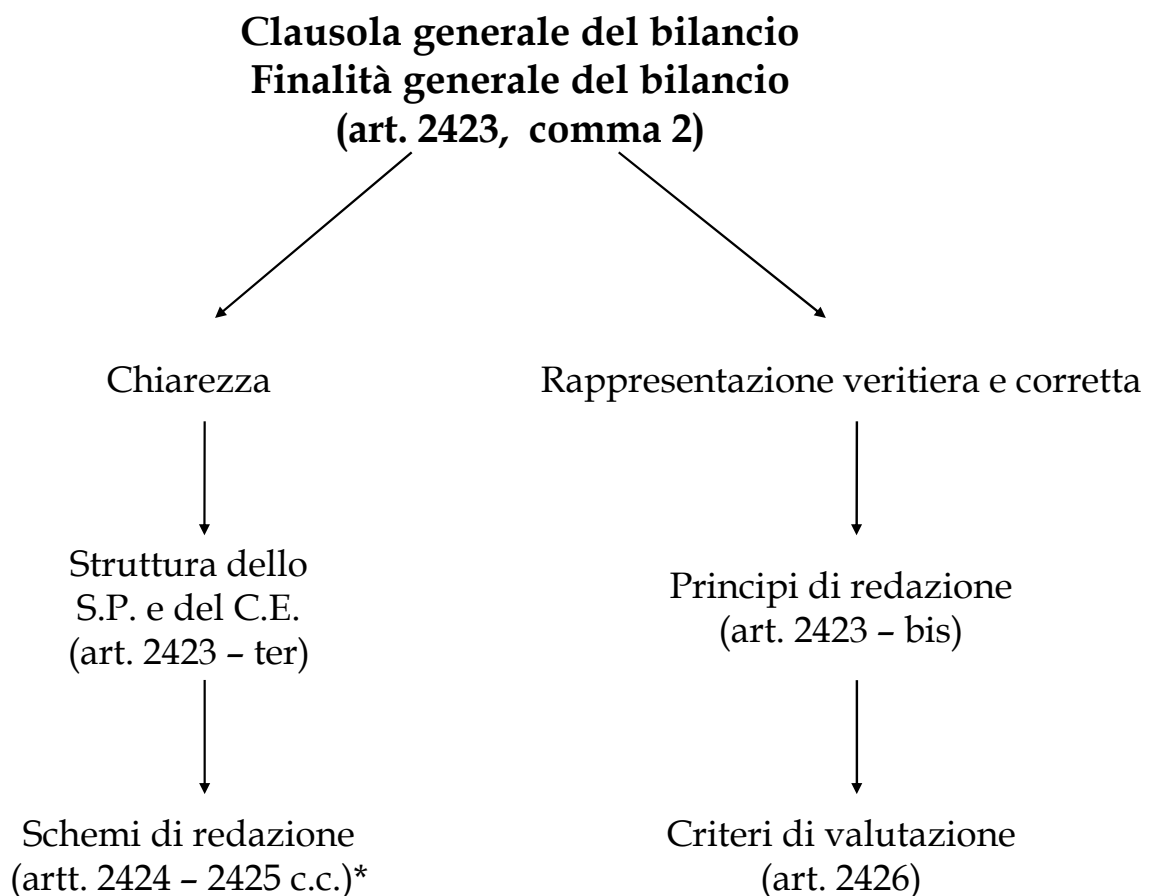 Clausola generale del bilancio
Finalità generale del bilancio
(art. 2423,  comma 2)
Chiarezza
Rappresentazione veritiera e corretta
Struttura dello
S.P. e del C.E.
(art. 2423 – ter)
Principi di redazione
(art. 2423 – bis)
Schemi di redazione
(artt. 2424 – 2425 c.c.)*
Criteri di valutazione
(art. 2426)